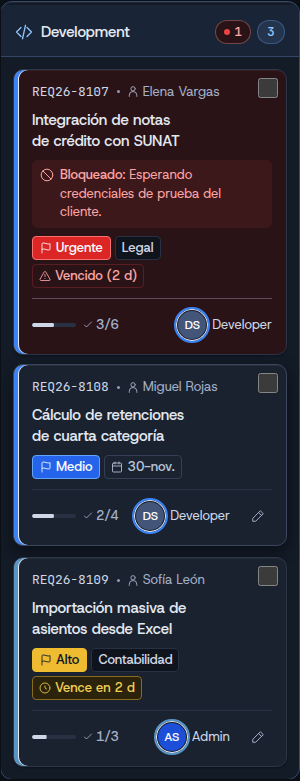 Development
1
3
REQ26-8107 • Elena Vargas
Integración de notas
de crédito con SUNAT
Bloqueado: Esperando
credenciales de prueba del
cliente.
Urgente Legal
Vencido (2 d)
3/6 DS Developer
REQ26-8108 • Miguel Rojas
Cálculo de retenciones
de cuarta categoría
Medio 30-nov.
2/4 DS Developer
REQ26-8109 • Sofía León
Importación masiva de
asientos desde Excel
Alto Contabilidad
Vence en 2 d
1/3 AS Admin